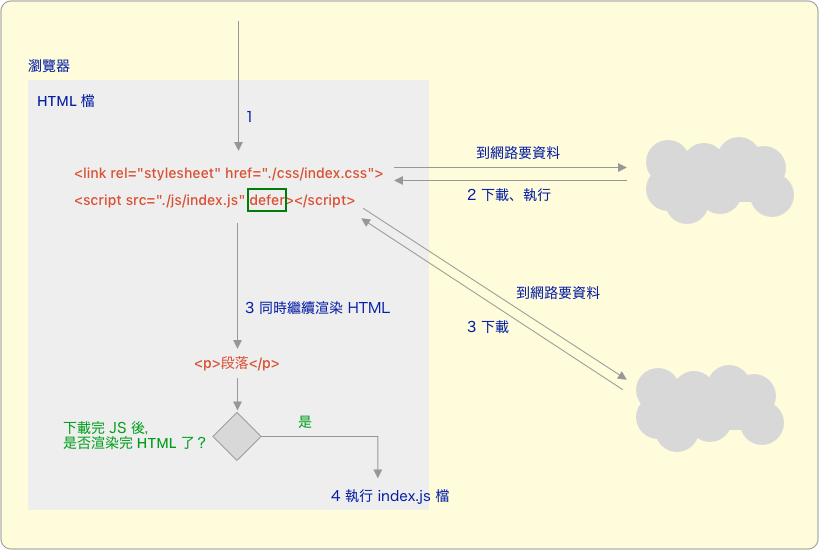 瀏覽器
HTML 檔
1
<link rel="stylesheet" href="./css/index.css">
<script src="./js/index.js" defer></script>
到網路要資料
2 下載、執行
到網路要資料
3 下載
3 同時繼續渲染 HTML
<p>段落</p>
下載完 JS 後,
是否渲染完 HTML 了？
是
4 執行 index.js 檔